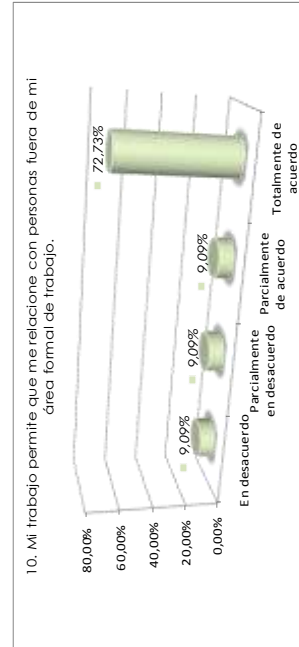 10. Mi trabajo permite que me relacione con personas fuera de mi
área formal de trabajo.
80,00%
60,00%
40,00%
20,00%
0,00%
9,09%
9,09%
9,09%
72,73%
En desacuerdo
Parcialmente
en desacuerdo
Parcialmente
de acuerdo
Totalmente de
acuerdo